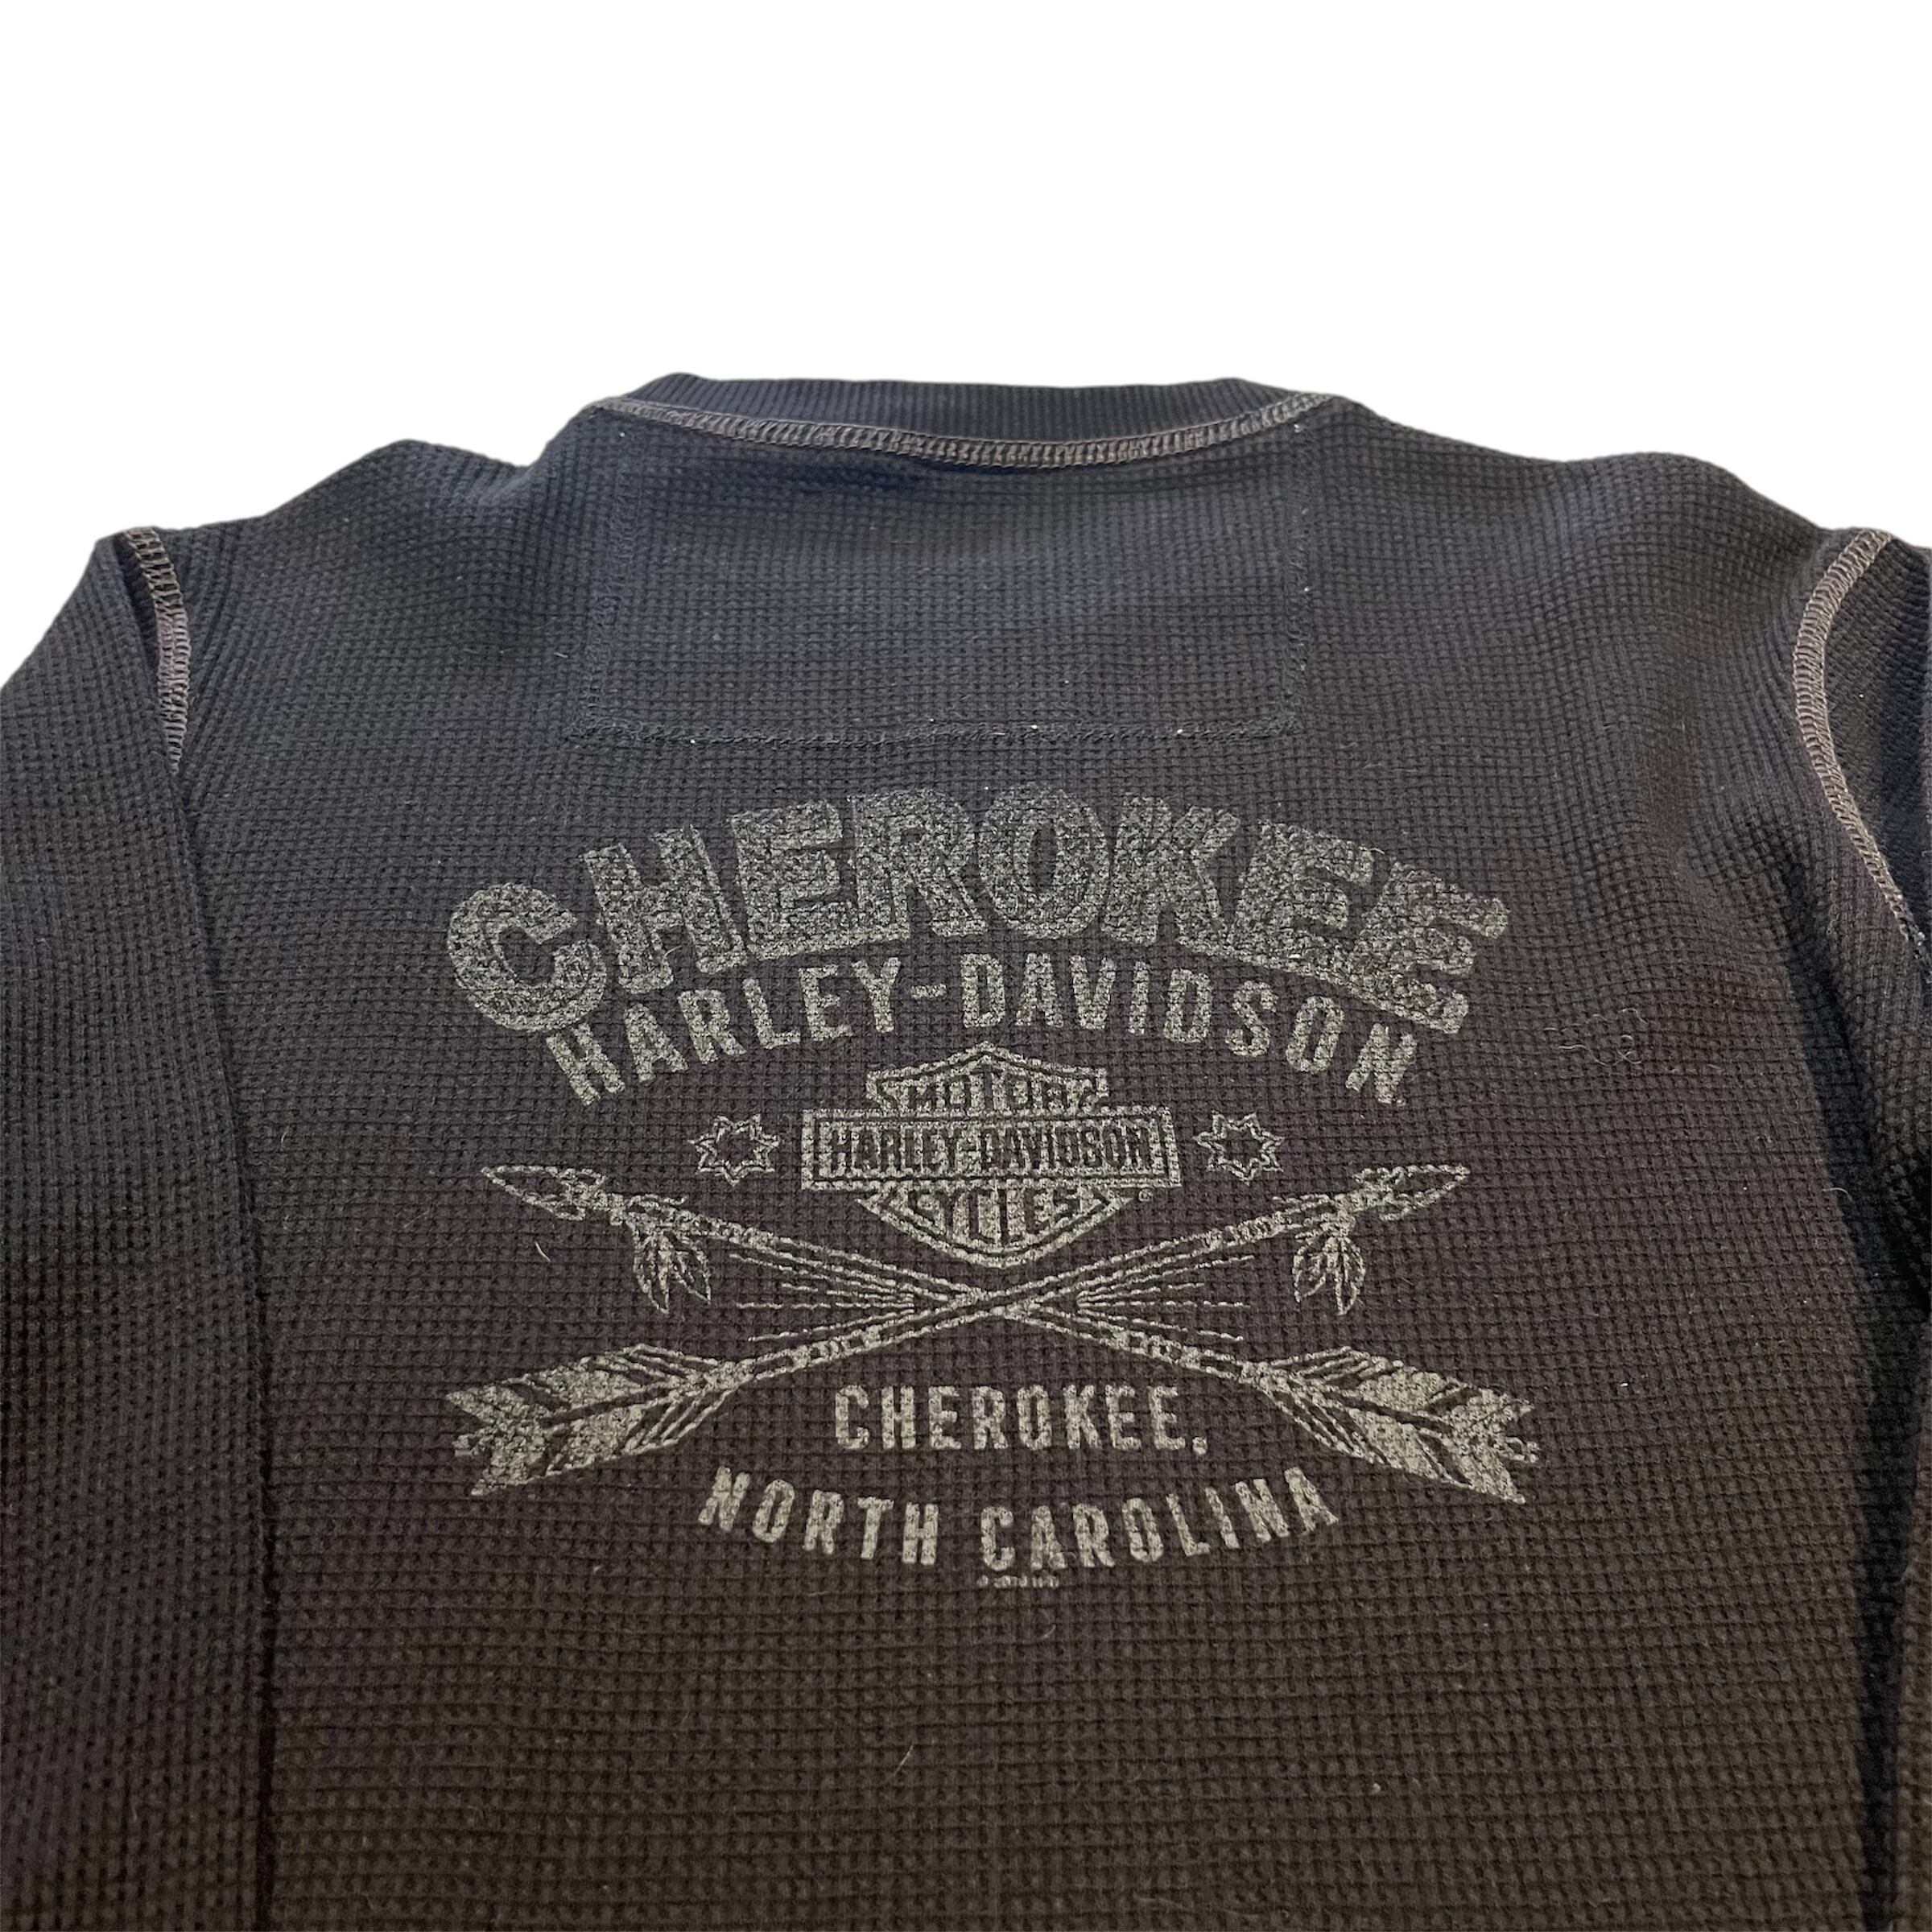 CHEROKEE
HARLEY-DAVIDSON
MOTOR
HARLEY-DAVIDSON
CYCLES
CHEROKEE,
NORTH CAROLINA